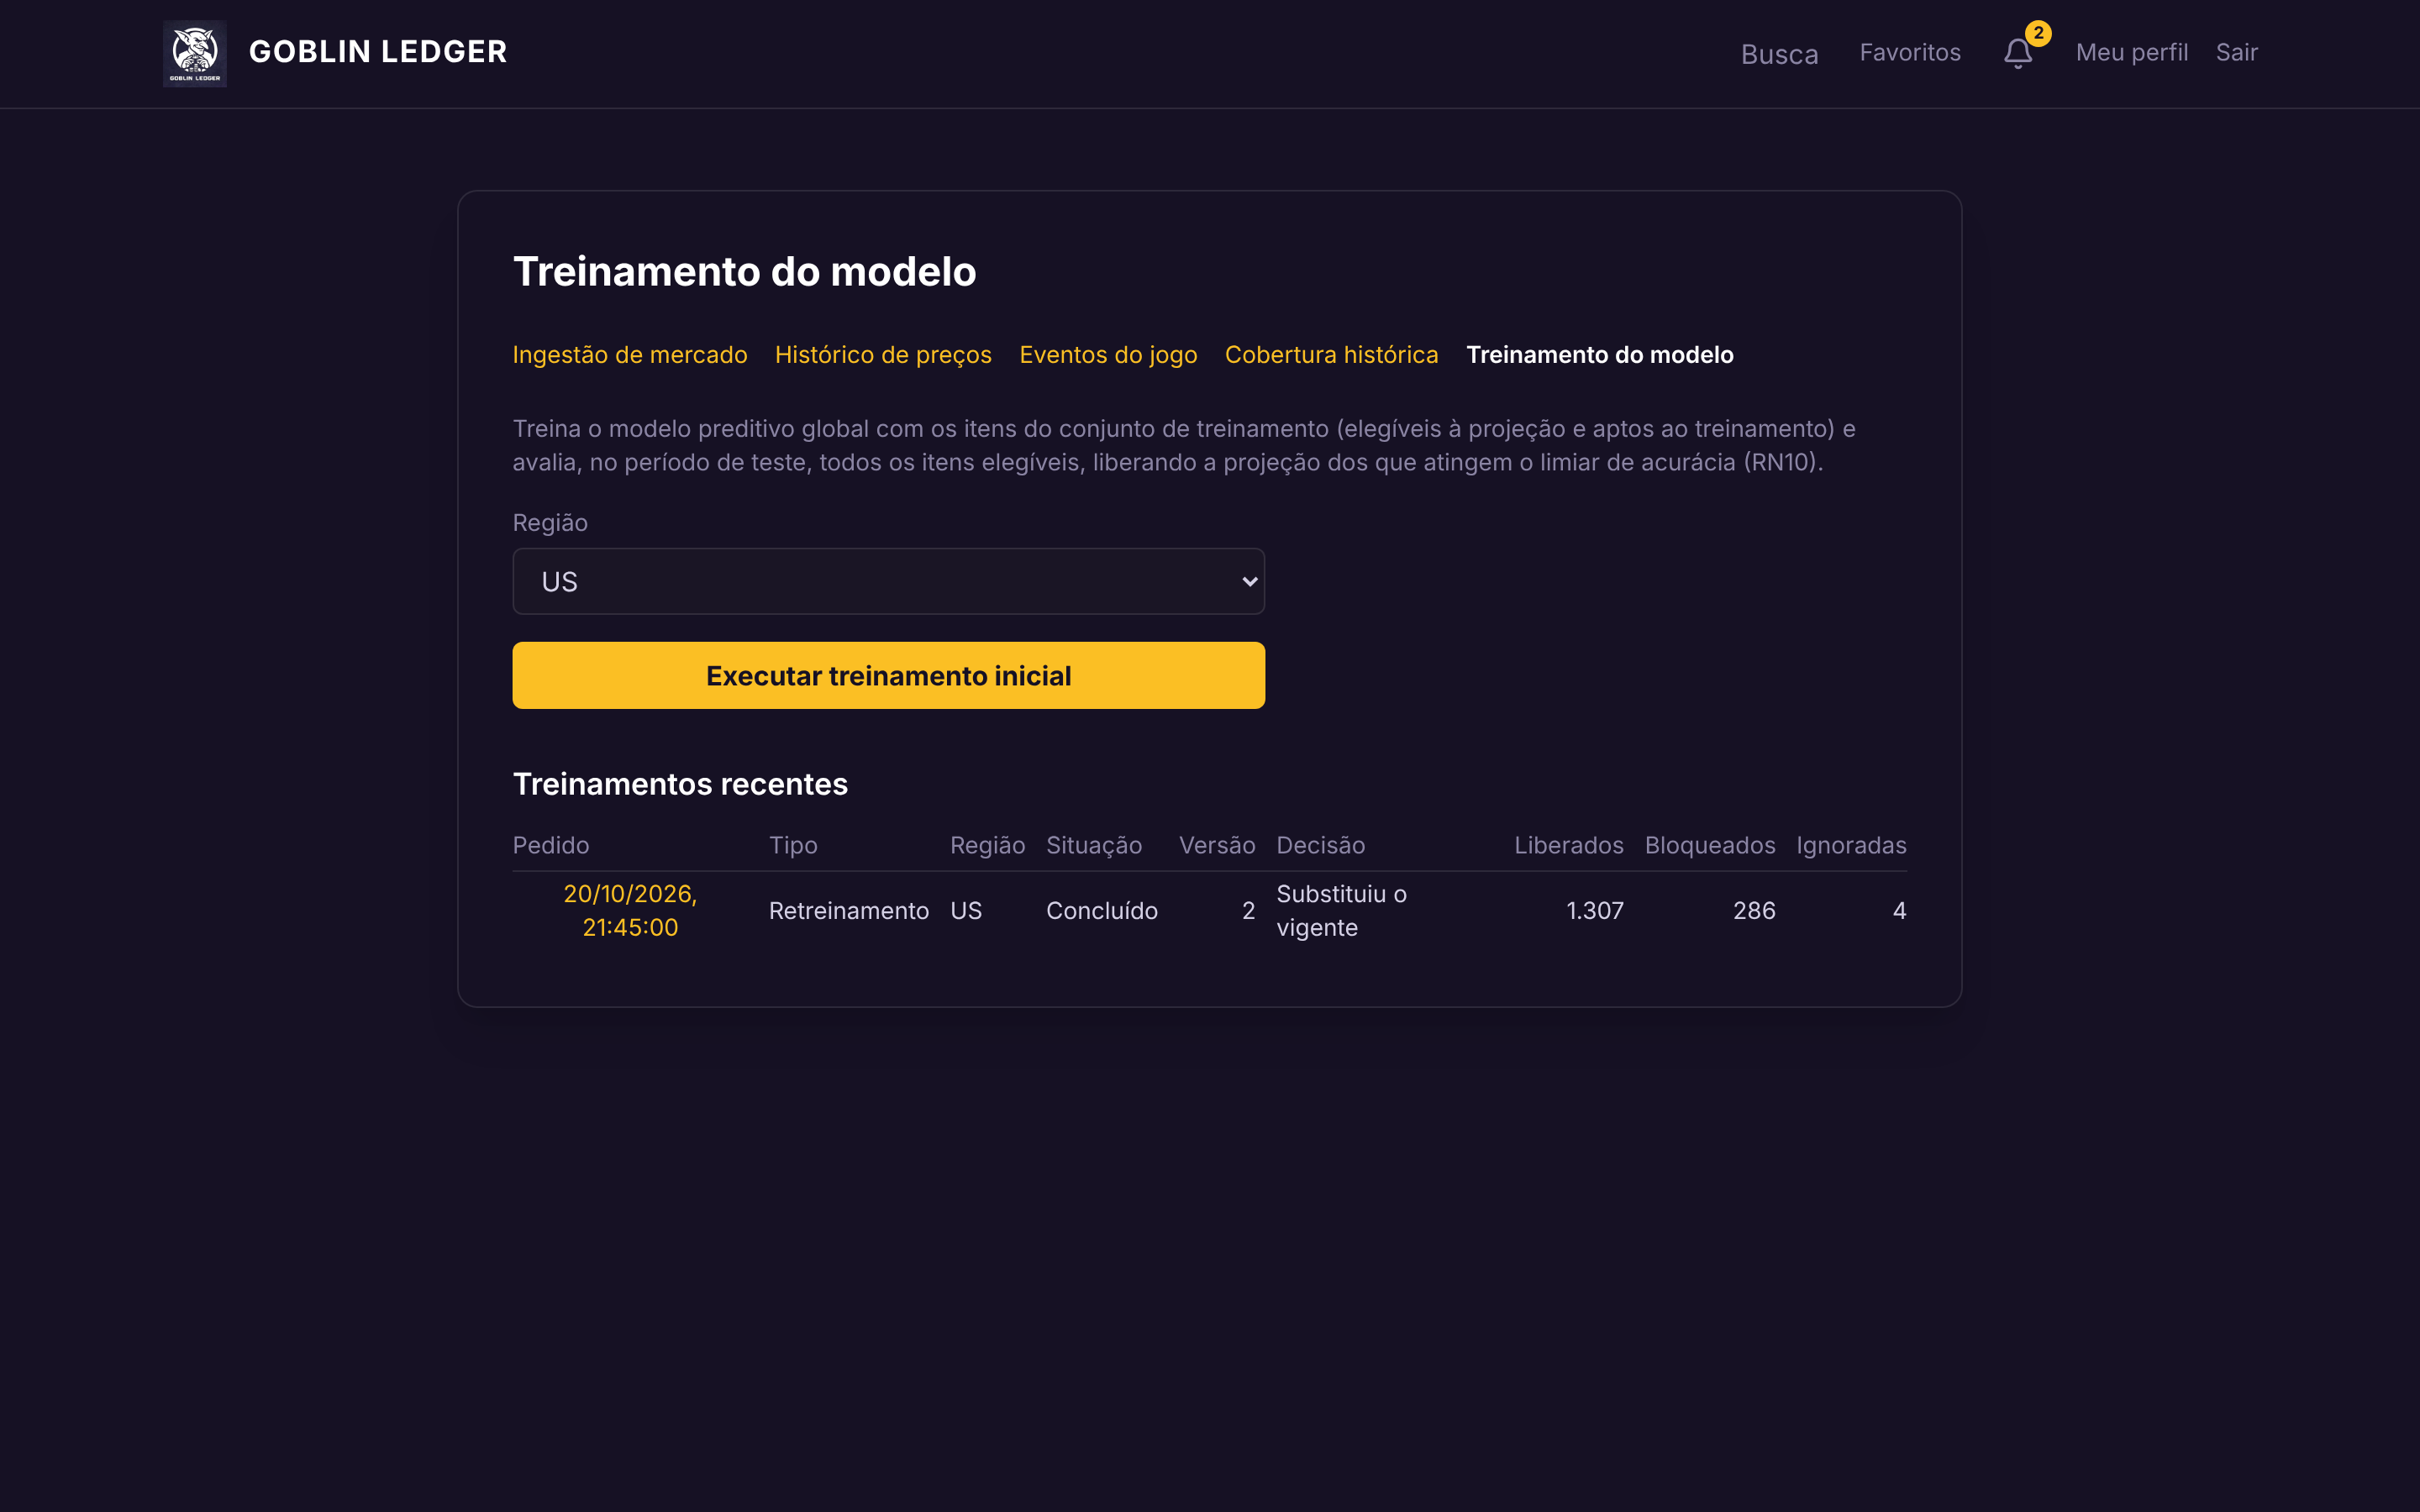 GOBLIN LEDGER
GOBLIN LEDGER
Busca
Favoritos
2
Meu perfil
Sair
Treinamento do modelo
Ingestão de mercado
Histórico de preços
Eventos do jogo
Cobertura histórica
Treinamento do modelo
Treina o modelo preditivo global com os itens do conjunto de treinamento (elegíveis à projeção e aptos ao treinamento) e
avalia, no período de teste, todos os itens elegíveis, liberando a projeção dos que atingem o limiar de acurácia (RN10).
Região
US
Executar treinamento inicial
Treinamentos recentes
Pedido Tipo Região Situação Versão Decisão Liberados Bloqueados Ignoradas
20/10/2026, 21:45:00 Retreinamento US Concluído 2 Substituiu o vigente 1.307 286 4